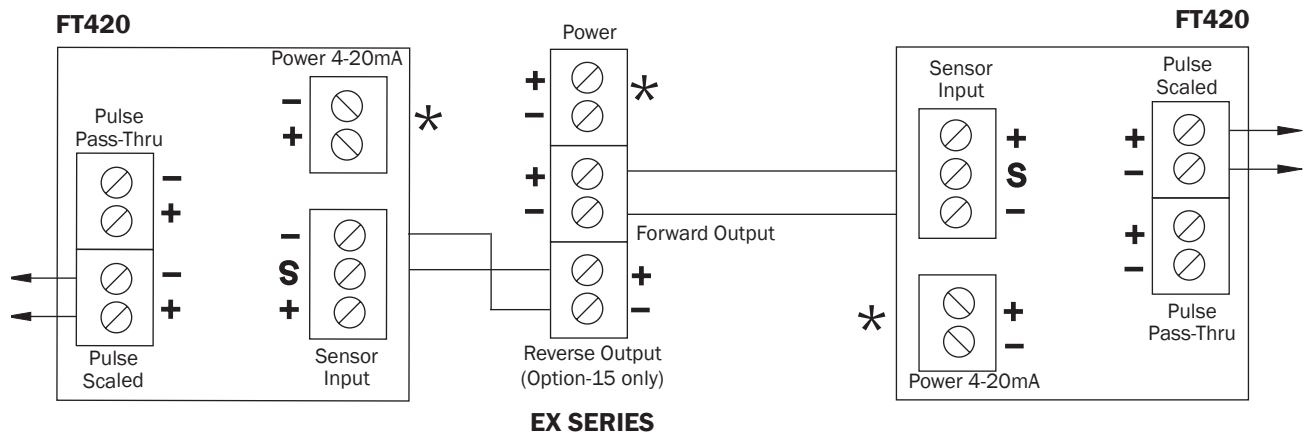 FT420
Power 4-20mA
−
+
*
Pulse
Pass-Thru
−
+
−
+
Pulse
Scaled
−
S
+
Sensor
Input
Power
+
−
*
+
−
Forward Output
+
−
Reverse Output
(Option-15 only)
EX SERIES
FT420
Sensor
Input
+
S
−
Pulse
Scaled
+
−
+
−
Pulse
Pass-Thru
*
+
−
Power 4-20mA